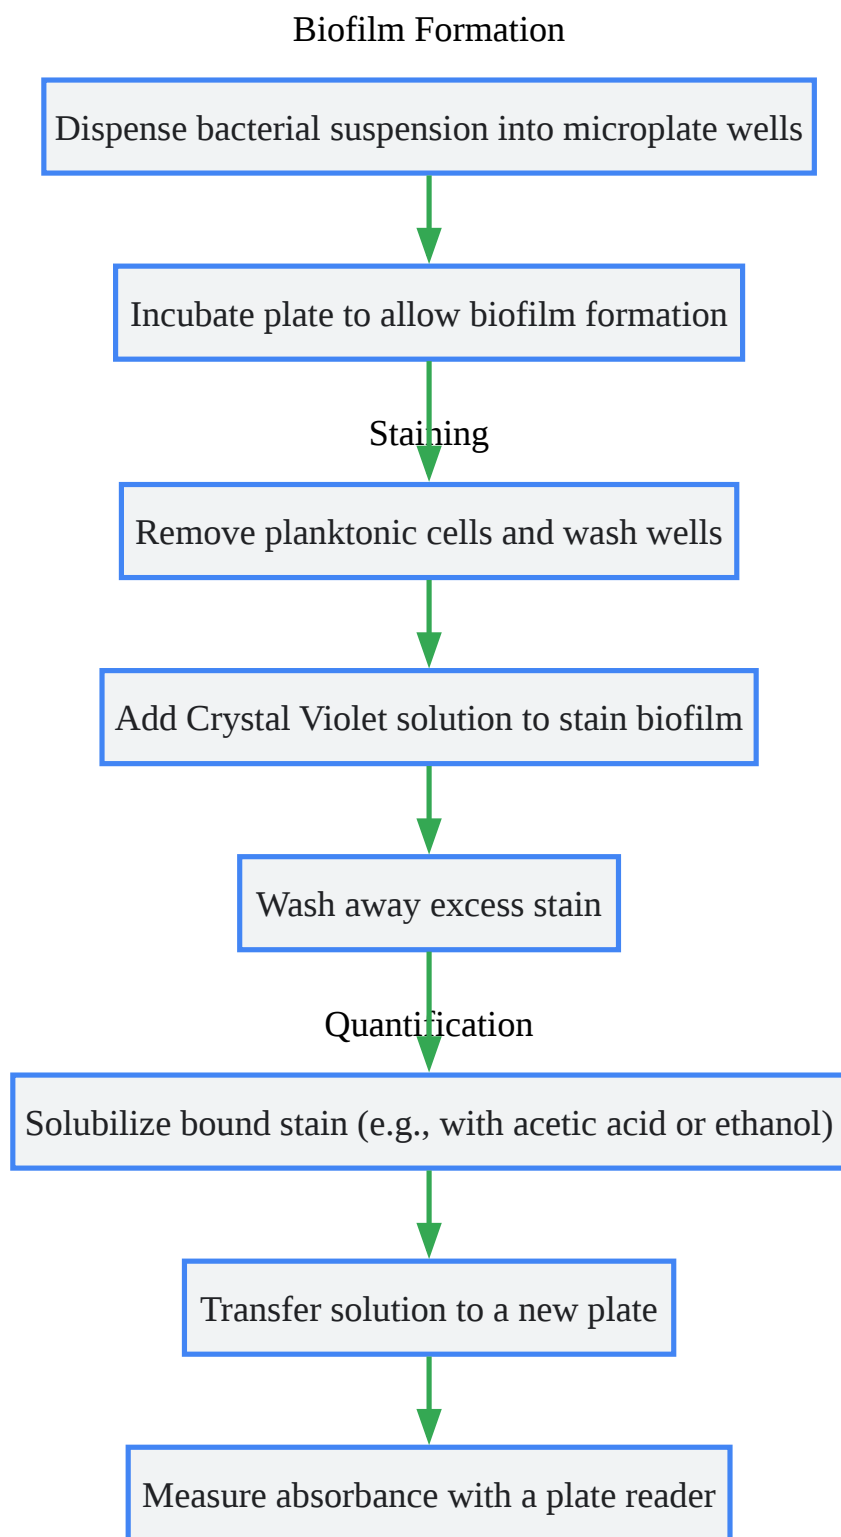 Biofilm Formation
Dispense bacterial suspension into microplate wells
Incubate plate to allow biofilm formation
Staining
Remove planktonic cells and wash wells
Add Crystal Violet solution to stain biofilm
Wash away excess stain
Quantification
Solubilize bound stain (e.g., with acetic acid or ethanol)
Transfer solution to a new plate
Measure absorbance with a plate reader